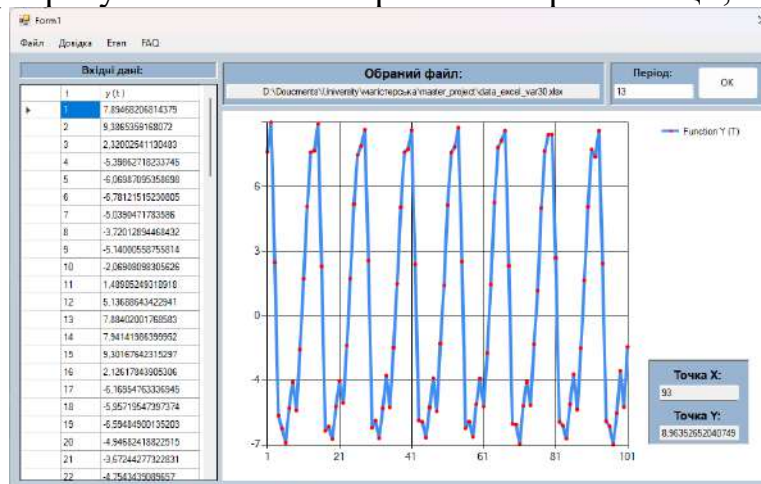 Form1
Файл Довідка Етап FAQ
Вхідні дані:
t y (t)
1 7,89468206814379
2 9,3865359168072
3 2,32002541130483
4 -5,39862718233745
5 -6,06987095358698
6 -6,78121515230805
7 -5,0390471783586
8 -3,72012894468432
9 -5,14000558755814
10 -2,06908098305626
11 1,48985249318918
12 5,13688643422941
13 7,88402001768583
14 7,94141986399952
15 9,30167642315297
16 2,12617843905306
17 -6,16954763336945
18 -5,95719547397374
19 -6,59484900135203
20 -4,94682418822515
21 -3,67244277322831
22 -4,7543439089657
Обраний файл:
D:\Doucments\University\магістерська\master_project\data_excel_var30.xlsx
Період:
13
OK
Function Y (T)
6
3
0
-4
-7
1 21 41 61 81 101
Точка X:
93
Точка Y:
8,96352652040749